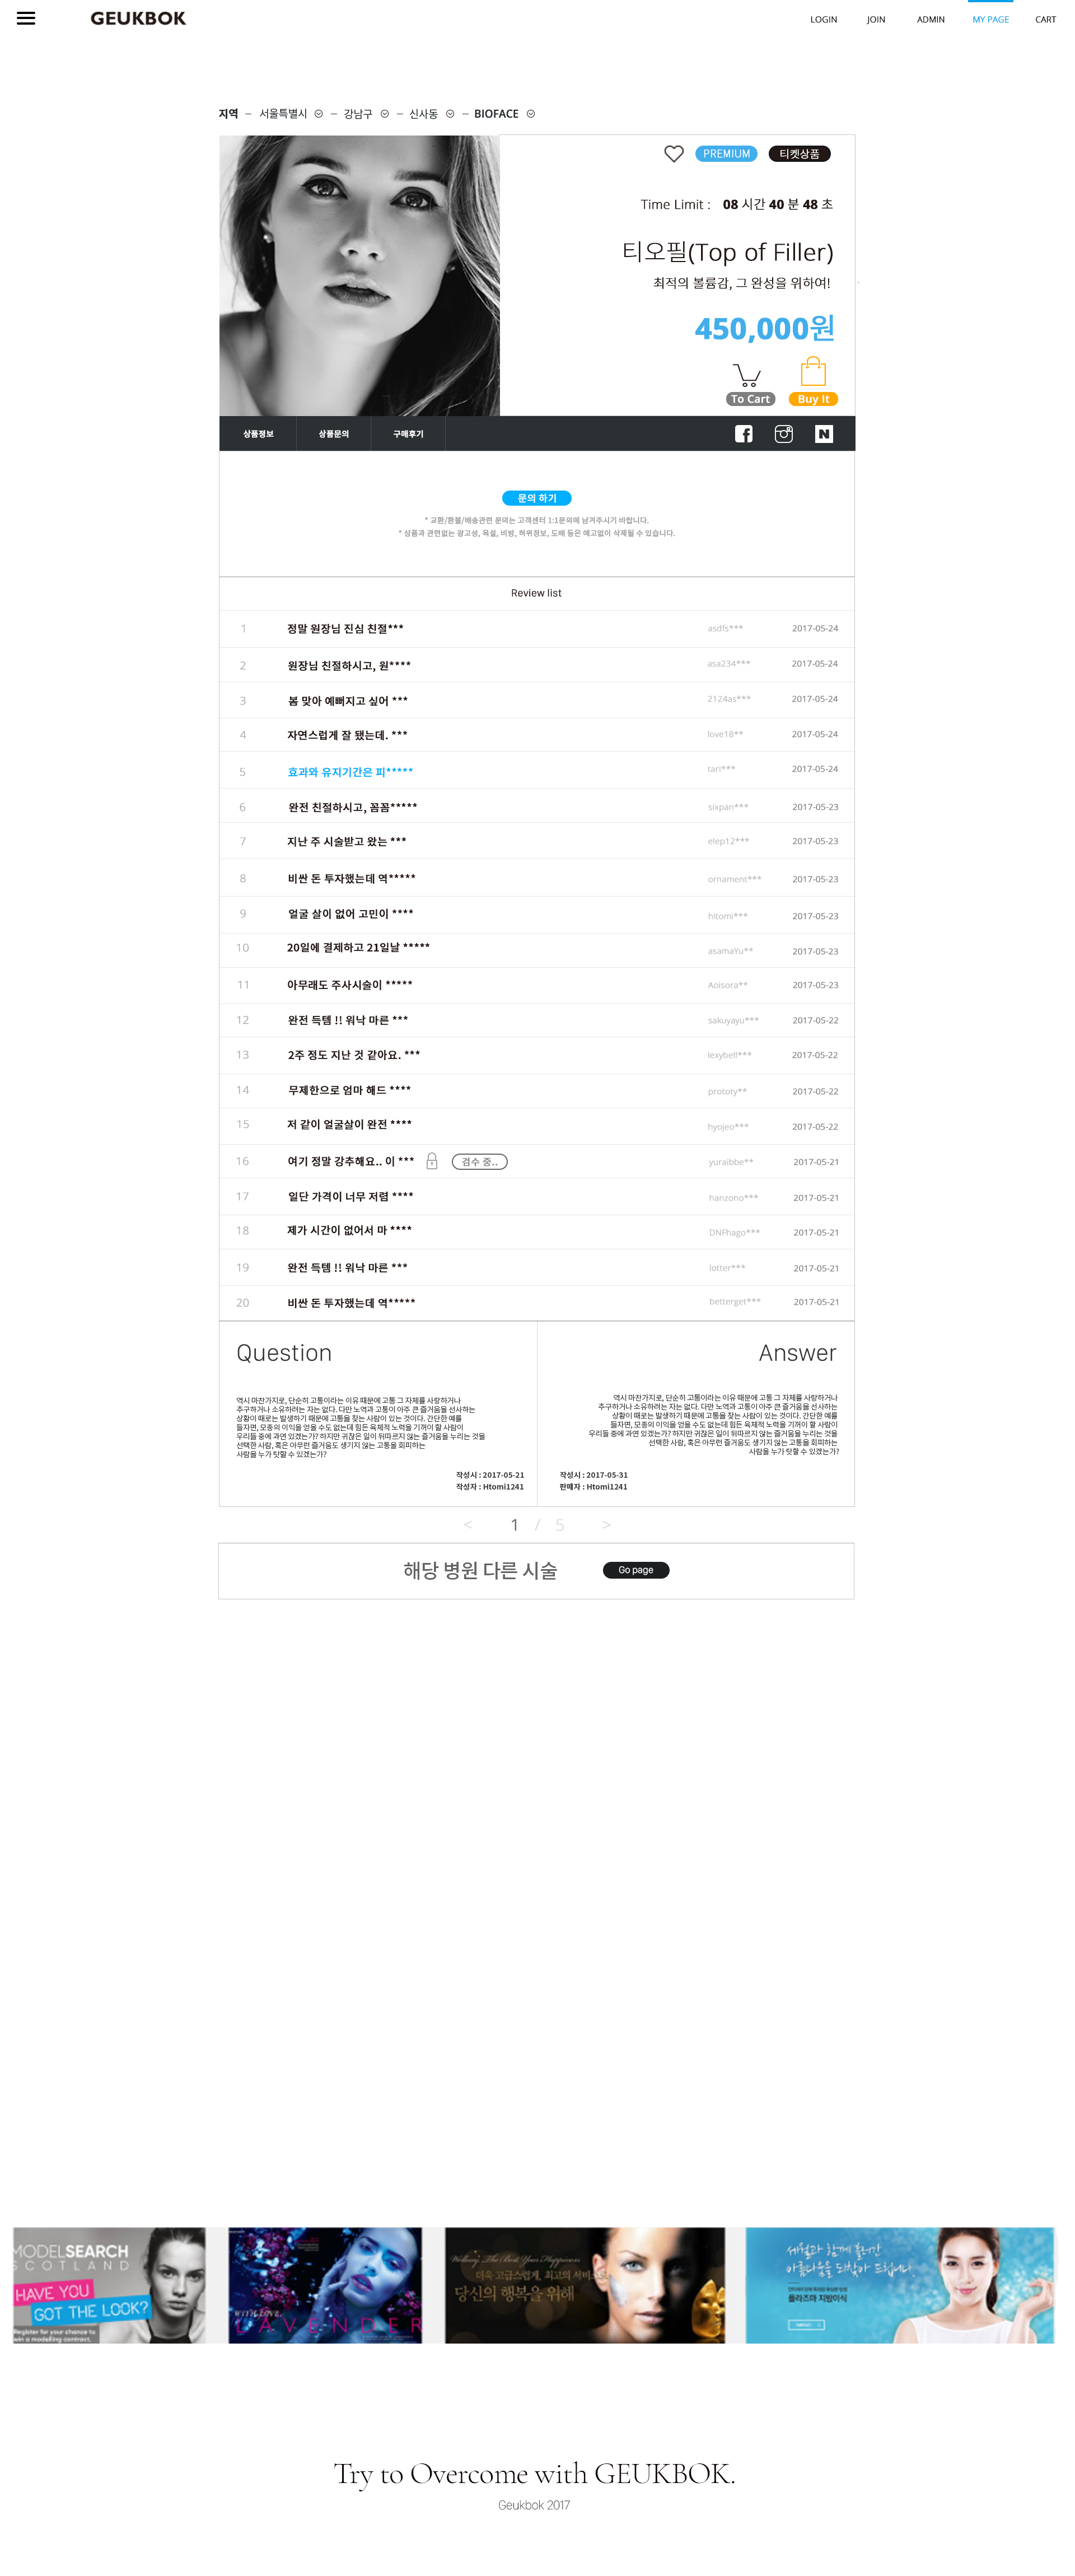 GEUKBOK
LOGIN JOIN ADMIN MY PAGE CART
지역 – 서울특별시 – 강남구 – 신사동 – BIOFACE
PREMIUM 티켓상품
Time Limit : 08 시간 40 분 48 초
티오필(Top of Filler)
최적의 볼륨감, 그 완성을 위하여!
450,000원
To Cart Buy It
상품정보 상품문의 구매후기
문의 하기
* 교환/환불/배송관련 문의는 고객센터 1:1문의에 남겨주시기 바랍니다.
* 상품과 관련없는 광고성, 욕설, 비방, 허위정보, 도배 등은 예고없이 삭제될 수 있습니다.
Review list
1 정말 원장님 진심 친절*** asdfs*** 2017-05-24
2 원장님 친절하시고, 원**** asa234*** 2017-05-24
3 봄 맞아 예뻐지고 싶어 *** 2124as*** 2017-05-24
4 자연스럽게 잘 됐는데. *** love18** 2017-05-24
5 효과와 유지기간은 피***** tari*** 2017-05-24
6 완전 친절하시고, 꼼꼼***** sixpan*** 2017-05-23
7 지난 주 시술받고 왔는 *** elep12*** 2017-05-23
8 비싼 돈 투자했는데 역***** ornament*** 2017-05-23
9 얼굴 살이 없어 고민이 **** hitomi*** 2017-05-23
10 20일에 결제하고 21일날 ***** asamaYu** 2017-05-23
11 아무래도 주사시술이 ***** Aoisora** 2017-05-23
12 완전 득템 !! 워낙 마른 *** sakuyayu*** 2017-05-22
13 2주 정도 지난 것 같아요. *** lexybell*** 2017-05-22
14 무제한으로 엄마 해드 **** prototy** 2017-05-22
15 저 같이 얼굴살이 완전 **** hyojeo*** 2017-05-22
16 여기 정말 강추해요.. 이 *** 검수 중.. yuraibbe** 2017-05-21
17 일단 가격이 너무 저렴 **** hanzono*** 2017-05-21
18 제가 시간이 없어서 마 **** DNFhago*** 2017-05-21
19 완전 득템 !! 워낙 마른 *** lotter*** 2017-05-21
20 비싼 돈 투자했는데 역***** betterget*** 2017-05-21
Question
역시 마찬가지로, 단순히 고통이라는 이유 때문에 고통 그 자체를 사랑하거나
추구하거나 소유하려는 자는 없다. 다만 노역과 고통이 아주 큰 즐거움을 선사하는
상황이 때로는 발생하기 때문에 고통을 찾는 사람이 있는 것이다. 간단한 예를
들자면, 모종의 이익을 얻을 수도 없는데 힘든 육체적 노력을 기꺼이 할 사람이
우리들 중에 과연 있겠는가? 하지만 귀찮은 일이 뒤따르지 않는 즐거움을 누리는 것을
선택한 사람, 혹은 아무런 즐거움도 생기지 않는 고통을 회피하는
사람을 누가 탓할 수 있겠는가?
작성시 : 2017-05-21
작성자 : Htomi1241
Answer
역시 마찬가지로, 단순히 고통이라는 이유 때문에 고통 그 자체를 사랑하거나
추구하거나 소유하려는 자는 없다. 다만 노역과 고통이 아주 큰 즐거움을 선사하는
상황이 때로는 발생하기 때문에 고통을 찾는 사람이 있는 것이다. 간단한 예를
들자면, 모종의 이익을 얻을 수도 없는데 힘든 육체적 노력을 기꺼이 할 사람이
우리들 중에 과연 있겠는가? 하지만 귀찮은 일이 뒤따르지 않는 즐거움을 누리는 것을
선택한 사람, 혹은 아무런 즐거움도 생기지 않는 고통을 회피하는
사람을 누가 탓할 수 있겠는가?
작성시 : 2017-05-31
판매자 : Htomi1241
< 1 / 5 >
해당 병원 다른 시술 Go page
MODELSEARCH
SCOTLAND
HAVE YOU
GOT THE LOOK?
Register for your chance to
win a modelling contract.
WITH LOVE,
LAVENDER
더욱 고급스럽게, 최고의 서비스로
당신의 행복을 위해
세월과 함께 흘러간
아름다움을 되찾아 드립니다.
플라즈마 지방이식
Try to Overcome with GEUKBOK.
Geukbok 2017